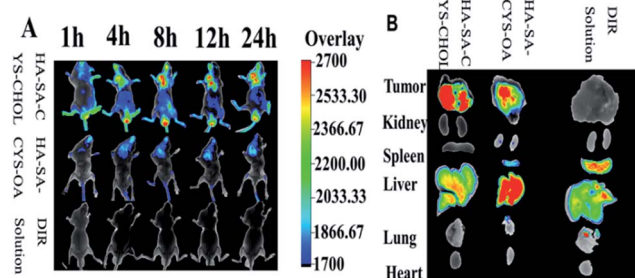 A
1h 4h 8h 12h 24h
HA-SA-C
YS-CHOL
HA-SA-
CYS-OA
DIR
Solution
Overlay
2700
2533.30
2366.67
2200.00
2033.33
1866.67
1700
B
HA-SA-C
YS-CHOL
HA-SA-
CYS-OA
DIR
Solution
Tumor
Kidney
Spleen
Liver
Lung
Heart